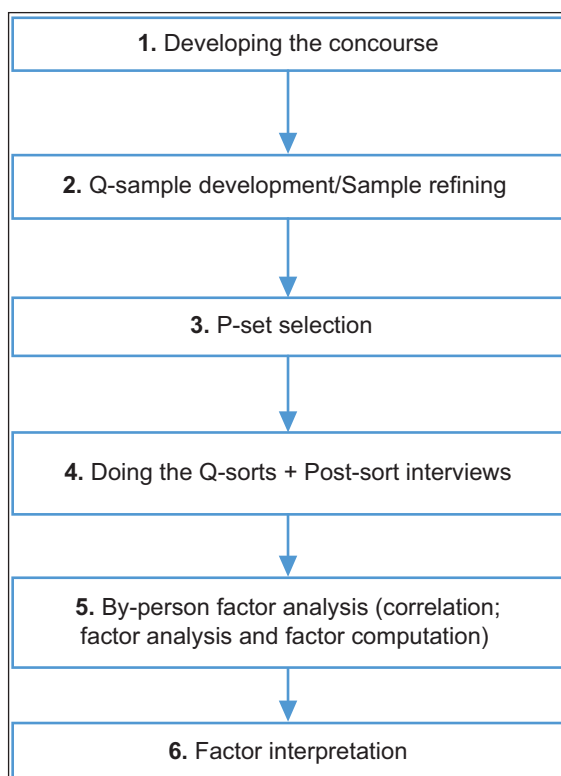 1. Developing the concourse
2. Q-sample development/Sample refining
3. P-set selection
4. Doing the Q-sorts + Post-sort interviews
5. By-person factor analysis (correlation;
factor analysis and factor computation)
6. Factor interpretation